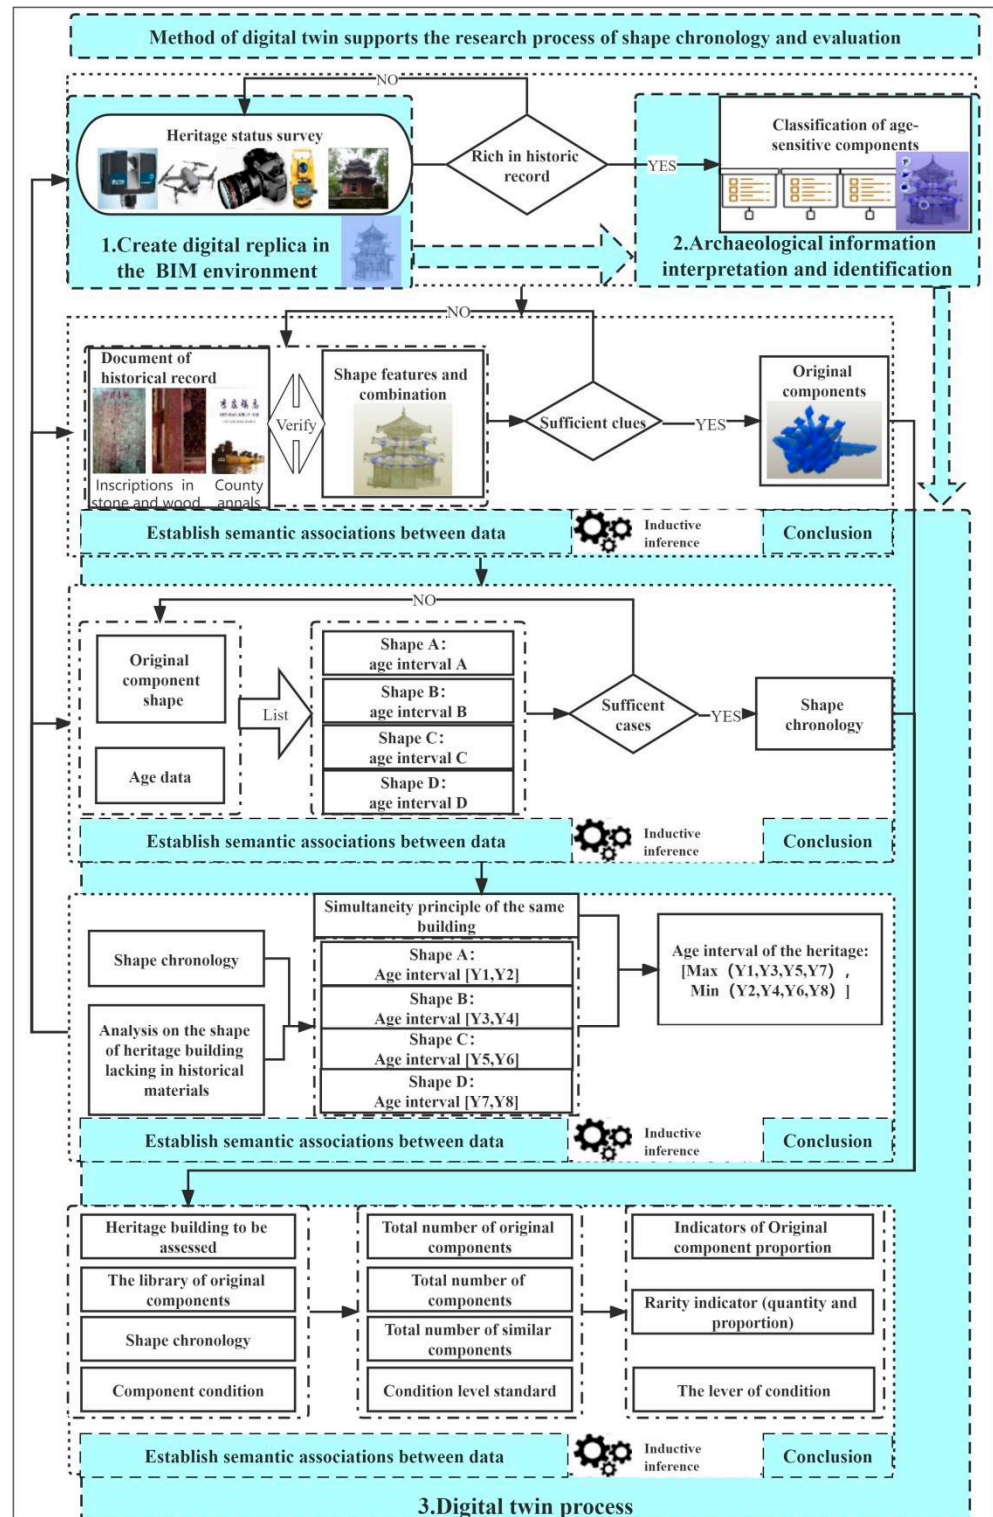 Method of digital twin supports the research process of shape chronology and evaluation
NO
Heritage status survey
Rich in historic
record
YES
Classification of age-
sensitive components
1.Create digital replica in
the BIM environment
2.Archaeological information
interpretation and identification
NO
Document of
historical record
Inscriptions in
stone and wood
County
annals
Verify
Shape features and
combination
Sufficient clues
YES
Original
components
Establish semantic associations between data
Inductive
inference
Conclusion
NO
Original
component
shape
Age data
List
Shape A:
age interval A
Shape B:
age interval B
Shape C:
age interval C
Shape D:
age interval D
Sufficent
cases
YES
Shape
chronology
Establish semantic associations between data
Inductive
inference
Conclusion
Shape chronology
Analysis on the shape
of heritage building
lacking in historical
materials
Simultaneity principle of the same
building
Shape A:
Age interval [Y1,Y2]
Shape B:
Age interval [Y3,Y4]
Shape C:
Age interval [Y5,Y6]
Shape D:
Age interval [Y7,Y8]
Age interval of the heritage:
[Max（Y1,Y3,Y5,Y7）,
Min（Y2,Y4,Y6,Y8）]
Establish semantic associations between data
Inductive
inference
Conclusion
Heritage building to be
assessed
The library of original
components
Shape chronology
Component condition
Total number of original
components
Total number of
components
Total number of similar
components
Condition level standard
Indicators of Original
component proportion
Rarity indicator (quantity and
proportion)
The lever of condition
Establish semantic associations between data
Inductive
inference
Conclusion
3.Digital twin process